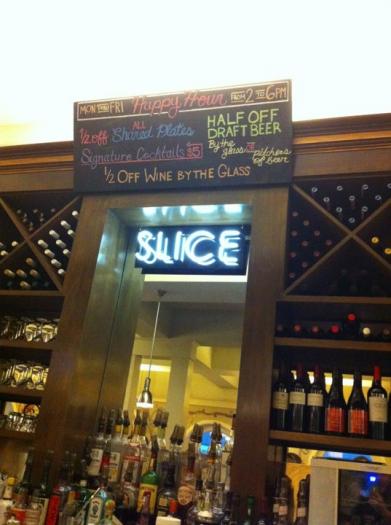 MON THRU FRI Happy Hour FROM 2 TO 6PM
1/2 off ALL Shared Plates
Signature Cocktails $5
HALF OFF
DRAFT BEER
By the glass or pitchers of beer
1/2 OFF WINE BY THE GLASS
SLICE